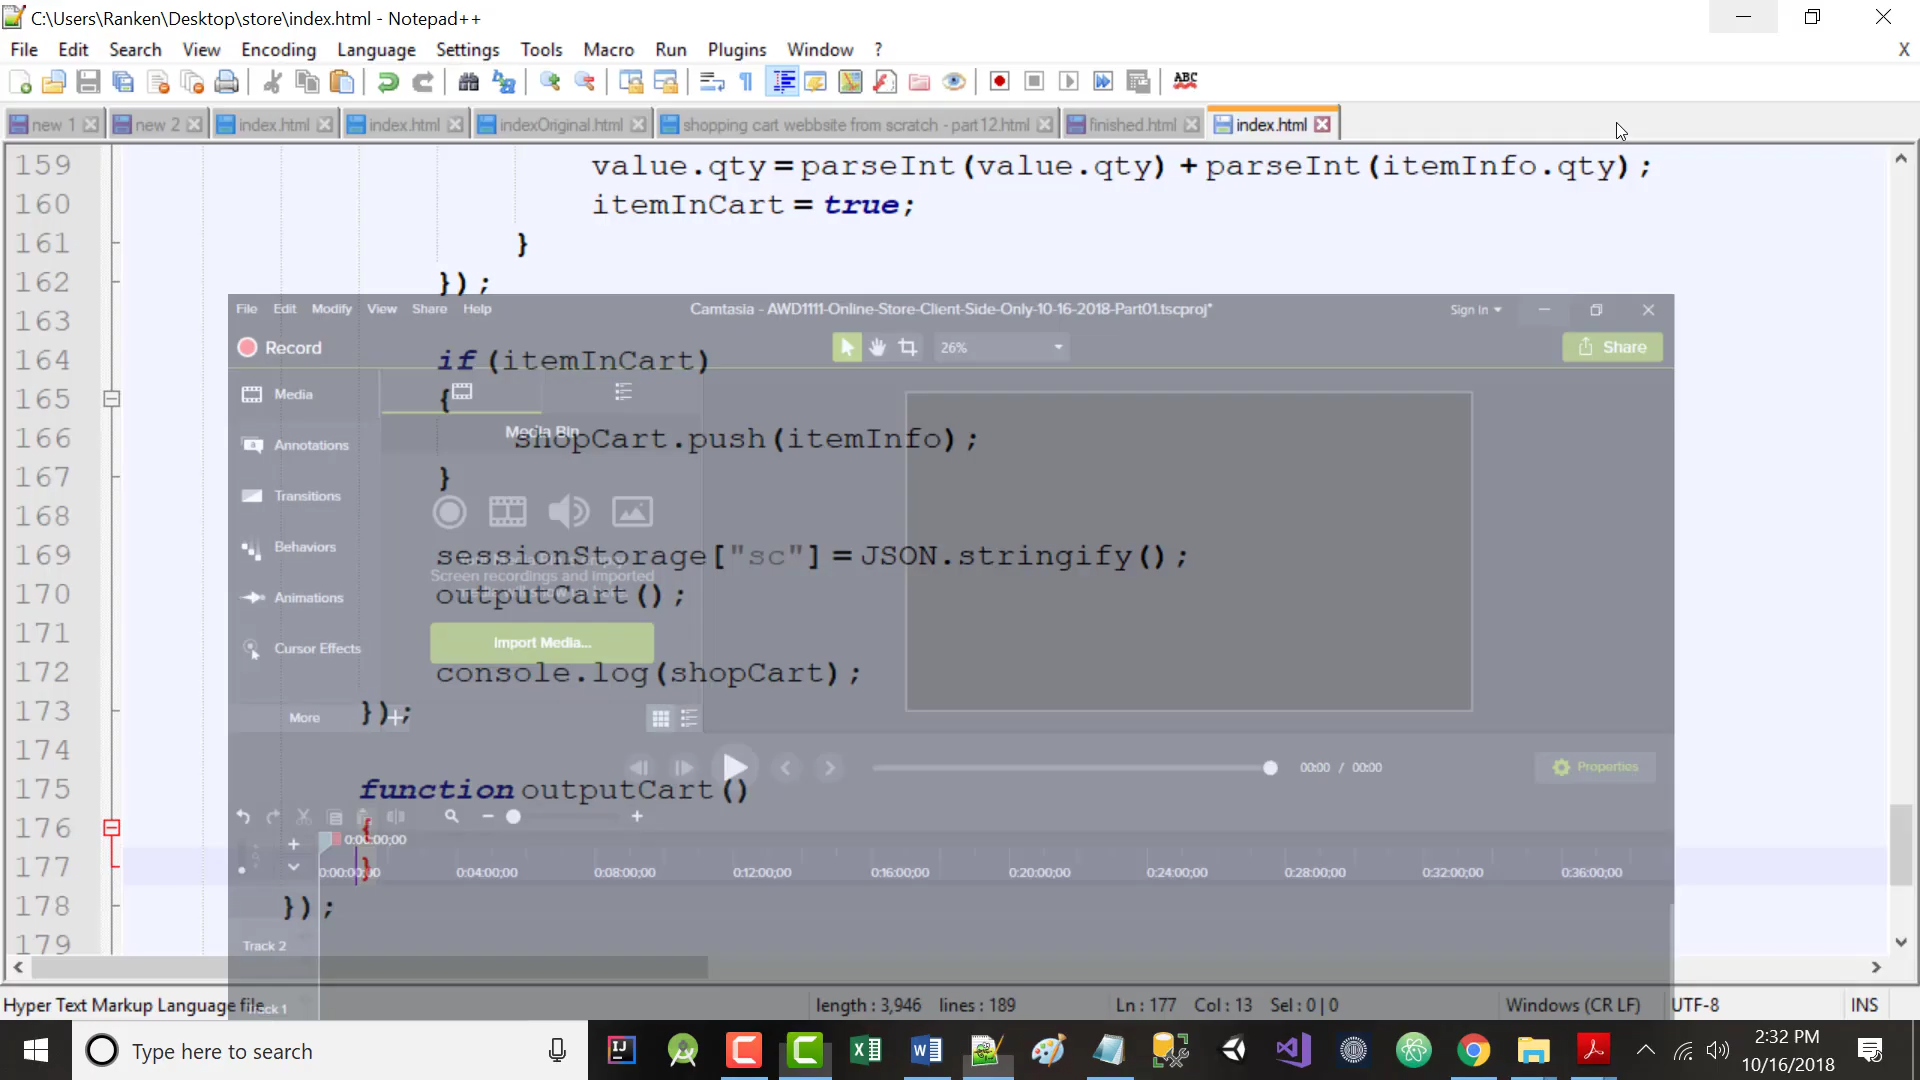 C:\Users\Ranken\Desktop\store\index.html - Notepad++
File Edit Search View Encoding Language Settings Tools Macro Run Plugins Window ? X
ABC
new 1 new 2 index.html index.html indexOriginal.html shopping cart webbsite from scratch - part12.html finished.html index.html
159 value.qty = parseInt(value.qty) + parseInt(itemInfo.qty);
160 itemInCart = true;
161 }
162 });
163
File Edit Modify View Share Help Camtasia - AWD1111-Online-Store-Client-Side-Only-10-16-2018-Part01.tscproj* Sign In
Record 26% Share
164 if (itemInCart)
Media
165 {
Media Bin
166 shopCart.push(itemInfo);
Annotations
167 }
Transitions
168
Behaviors
169 sessionStorage["sc"] = JSON.stringify();
Screen recordings and imported
170 outputCart();
Animations
171
Import Media...
Cursor Effects
172 console.log(shopCart);
173 });
More
174
00:00 / 00:00 Properties
175 function outputCart()
176 {
0:00:00;00
177 }
0:00:00;00 0:04:00;00 0:08:00;00 0:12:00;00 0:16:00;00 0:20:00;00 0:24:00;00 0:28:00;00 0:32:00;00 0:36:00;00
178 });
179
Track 2
Hyper Text Markup Language file length : 3,946 lines : 189 Ln : 177 Col : 13 Sel : 0 | 0 Windows (CR LF) UTF-8 INS
Track 1
Type here to search
2:32 PM
10/16/2018